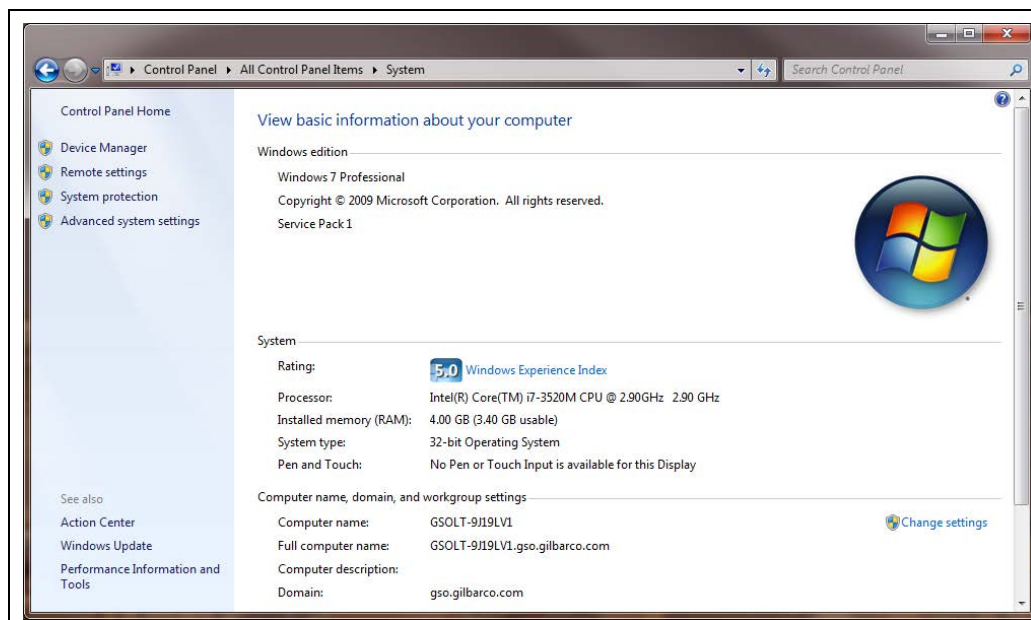 Control Panel ▸ All Control Panel Items ▸ System
Search Control Panel
Control Panel Home
Device Manager
Remote settings
System protection
Advanced system settings
View basic information about your computer
Windows edition
Windows 7 Professional
Copyright © 2009 Microsoft Corporation. All rights reserved.
Service Pack 1
System
Rating: 5.0 Windows Experience Index
Processor: Intel(R) Core(TM) i7-3520M CPU @ 2.90GHz 2.90 GHz
Installed memory (RAM): 4.00 GB (3.40 GB usable)
System type: 32-bit Operating System
Pen and Touch: No Pen or Touch Input is available for this Display
Computer name, domain, and workgroup settings
Computer name: GSOLT-9J19LV1
Change settings
Full computer name: GSOLT-9J19LV1.gso.gilbarco.com
Computer description:
Domain: gso.gilbarco.com
See also
Action Center
Windows Update
Performance Information and
Tools